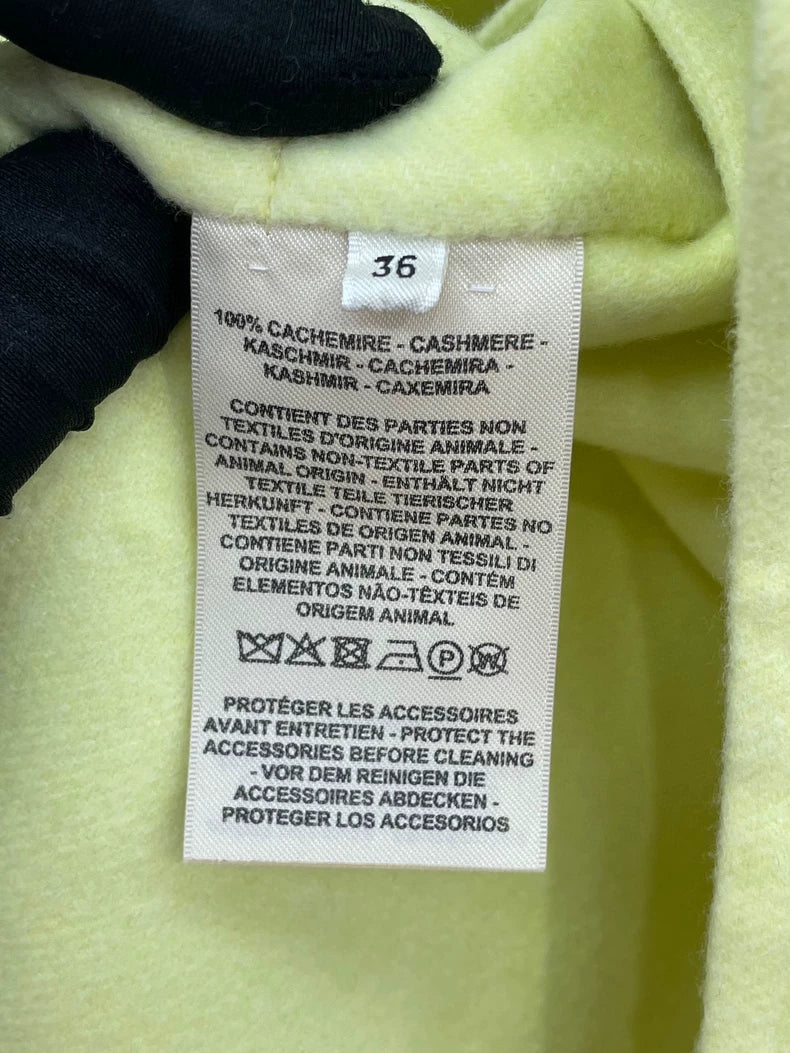 36
100% CACHEMIRE - CASHMERE -
KASCHMIR - CACHEMIRA -
KASHMIR - CAXEMIRA
CONTIENT DES PARTIES NON
TEXTILES D'ORIGINE ANIMALE -
CONTAINS NON-TEXTILE PARTS OF
ANIMAL ORIGIN - ENTHÄLT NICHT
TEXTILE TEILE TIERISCHER
HERKUNFT - CONTIENE PARTES NO
TEXTILES DE ORIGEN ANIMAL -
CONTIENE PARTI NON TESSILI DI
ORIGINE ANIMALE - CONTÉM
ELEMENTOS NÃO-TÊXTEIS DE
ORIGEM ANIMAL
P W
PROTÉGER LES ACCESSOIRES
AVANT ENTRETIEN - PROTECT THE
ACCESSORIES BEFORE CLEANING
- VOR DEM REINIGEN DIE
ACCESSOIRES ABDECKEN -
PROTEGER LOS ACCESORIOS